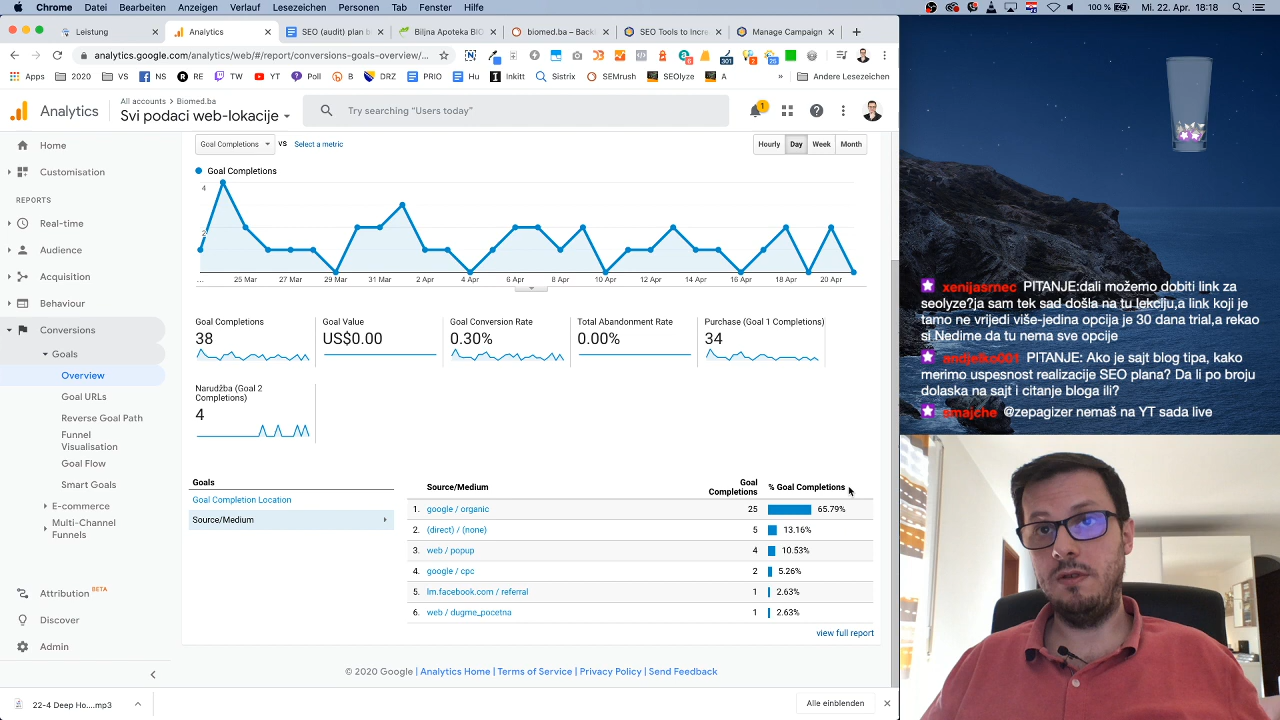 Chrome Datei Bearbeiten Anzeigen Verlauf Lesezeichen Personen Tab Fenster Hilfe
100 % Mi. 22. Apr. 18:18
Leistung
Analytics
SEO (audit) plan b
Biljna Apoteka BIO
biomed.ba – Back
SEO Tools to Incre
Manage Campaign
analytics.google.com/analytics/web/#/report/conversions-goals-overview/...
Apps 2020 VS NS RE TW YT Poll B DRZ PRIO Hu Inkitt Sistrix SEMrush SEOlyze A » Andere Lesezeichen
Analytics
All accounts > Biomed.ba
Svi podaci web-lokacije
Try searching “Users today”
1
Home
Customisation
REPORTS
Real-time
Audience
Acquisition
Behaviour
Conversions
Goals
Overview
Goal URLs
Reverse Goal Path
Funnel
Visualisation
Goal Flow
Smart Goals
E-commerce
Multi-Channel
Funnels
Attribution BETA
Discover
Admin
Goal Completions vs Select a metric
Hourly Day Week Month
Goal Completions
4
2
... 25 Mar 27 Mar 29 Mar 31 Mar 2 Apr 4 Apr 6 Apr 8 Apr 10 Apr 12 Apr 14 Apr 16 Apr 18 Apr 20 Apr
Goal Completions
38
Goal Value
US$0.00
Goal Conversion Rate
0.30%
Total Abandonment Rate
0.00%
Purchase (Goal 1 Completions)
34
Narudžba (Goal 2
Completions)
4
Goals
Goal Completion Location
Source/Medium
Source/Medium Goal Completions % Goal Completions
1. google / organic 25 65.79%
2. (direct) / (none) 5 13.16%
3. web / popup 4 10.53%
4. google / cpc 2 5.26%
5. lm.facebook.com / referral 1 2.63%
6. web / dugme_pocetna 1 2.63%
view full report
© 2020 Google | Analytics Home | Terms of Service | Privacy Policy | Send Feedback
22-4 Deep Ho....mp3
Alle einblenden
xenijasrnec PITANJE:dali možemo dobiti link za
seolyze?ja sam tek sad došla na tu lekciju,a link koji je
tamo ne vrijedi više-jedina opcija je 30 dana trial,a rekao
si Nedime da tu nema sve opcije
andjelko001 PITANJE: Ako je sajt blog tipa, kako
merimo uspesnost realizacije SEO plana? Da li po broju
dolaska na sajt i citanje bloga ili?
smajche @zepagizer nemaš na YT sada live